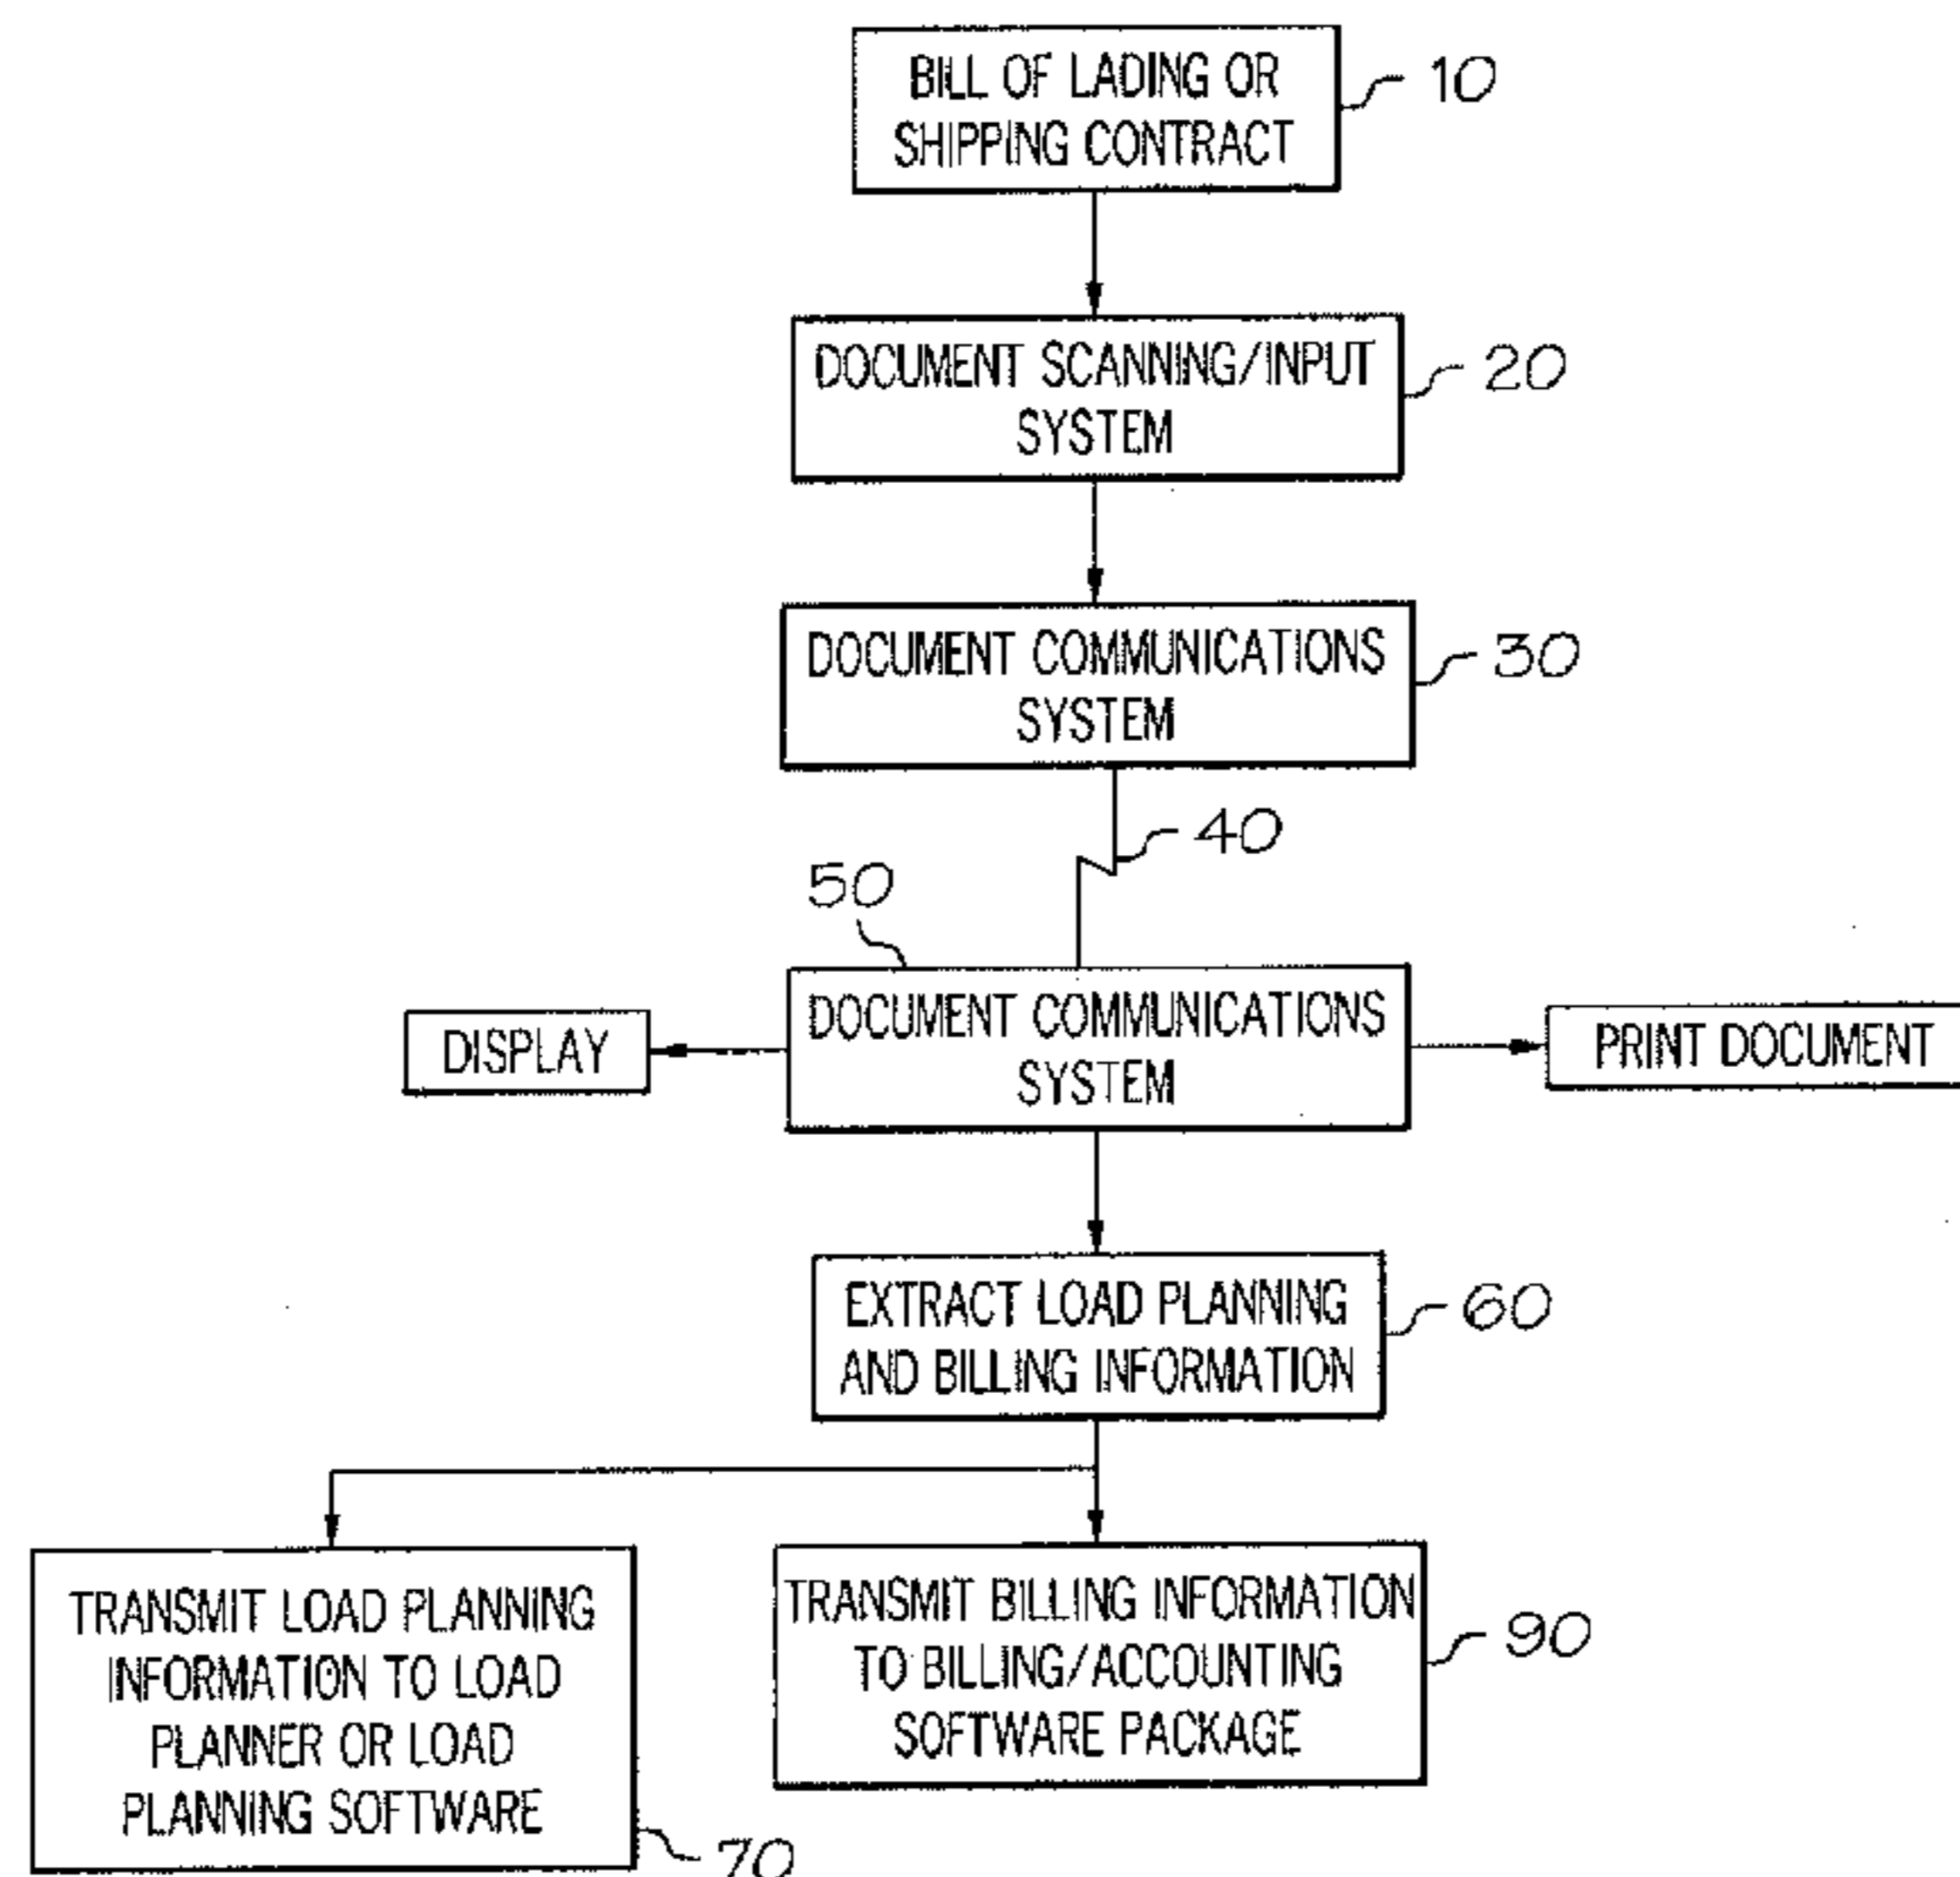 BILL OF LADING OR
SHIPPING CONTRACT
10
DOCUMENT SCANNING/INPUT
SYSTEM
20
DOCUMENT COMMUNICATIONS
SYSTEM
30
40
50
DISPLAY
DOCUMENT COMMUNICATIONS
SYSTEM
PRINT DOCUMENT
EXTRACT LOAD PLANNING
AND BILLING INFORMATION
60
TRANSMIT LOAD PLANNING
INFORMATION TO LOAD
PLANNER OR LOAD
PLANNING SOFTWARE
70
TRANSMIT BILLING INFORMATION
TO BILLING/ACCOUNTING
SOFTWARE PACKAGE
90